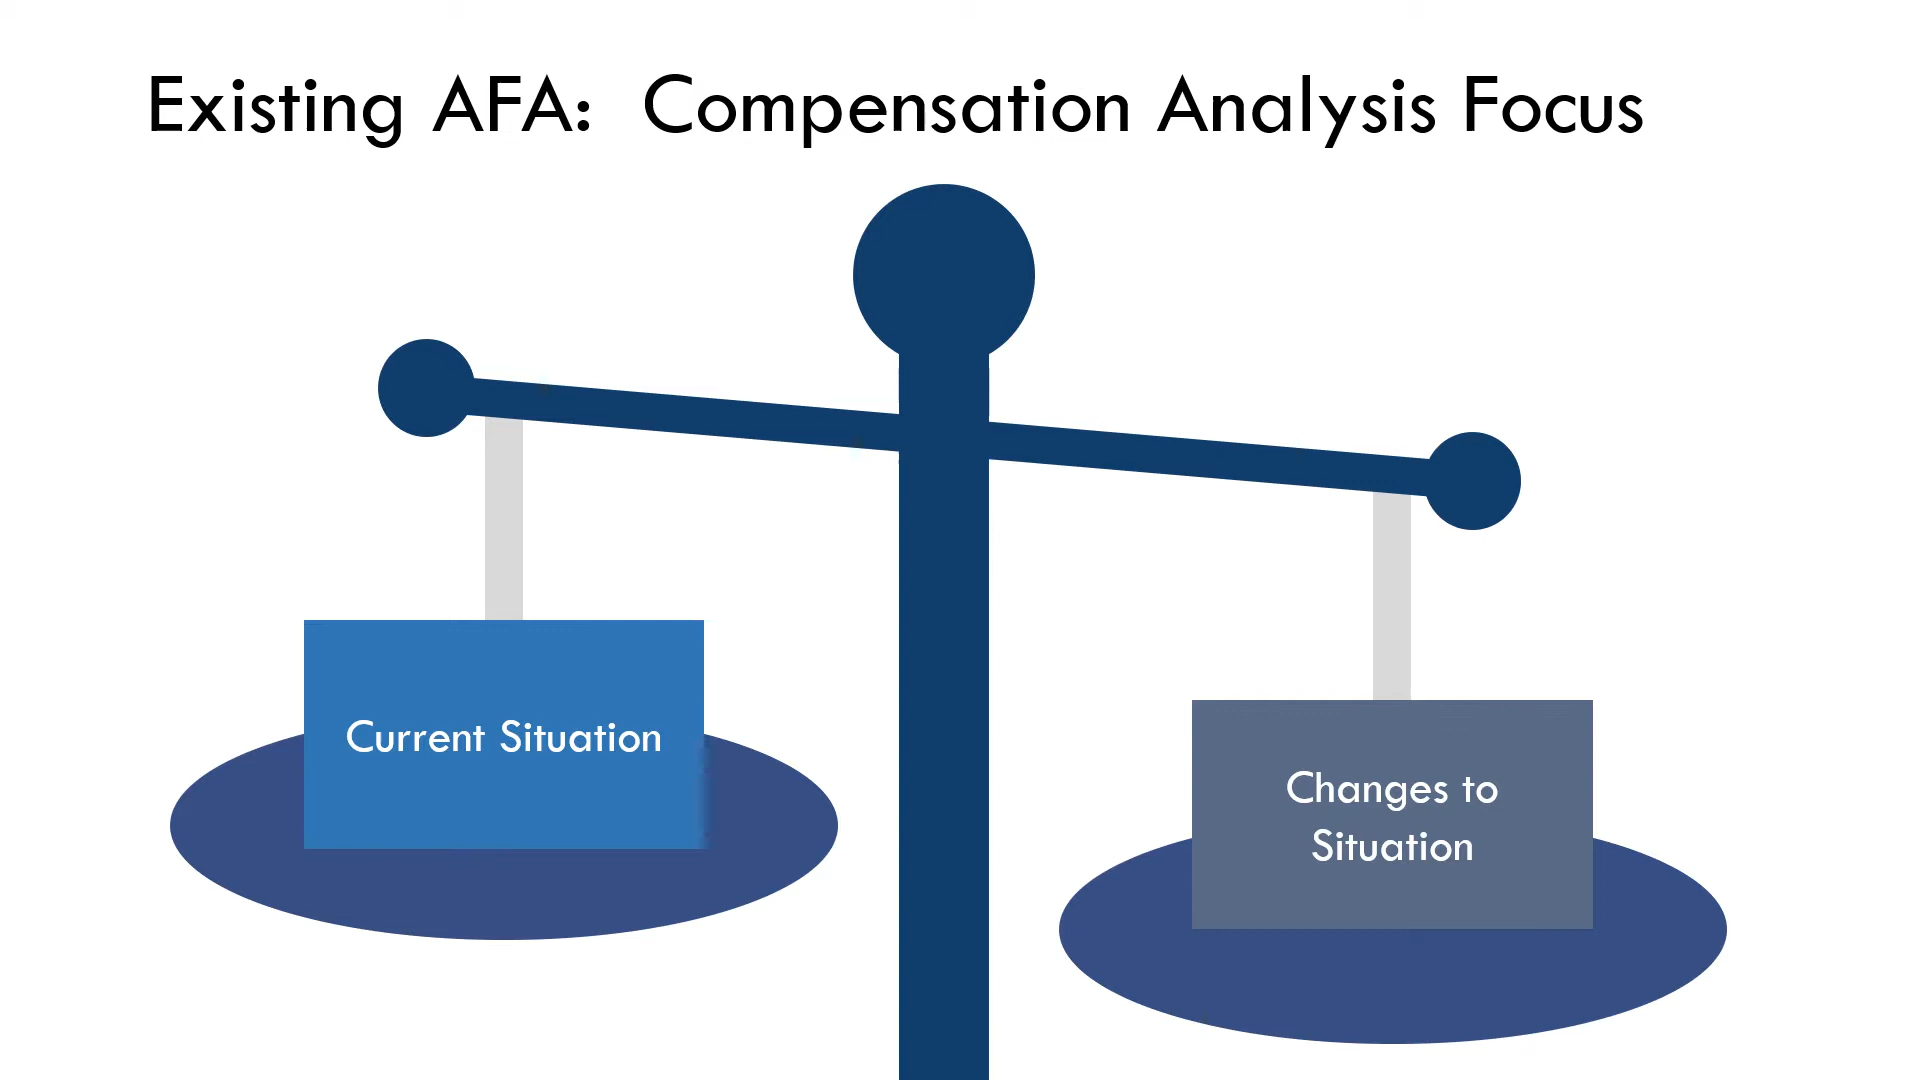 Existing AFA:  Compensation Analysis Focus
Current Situation
Changes to
Situation